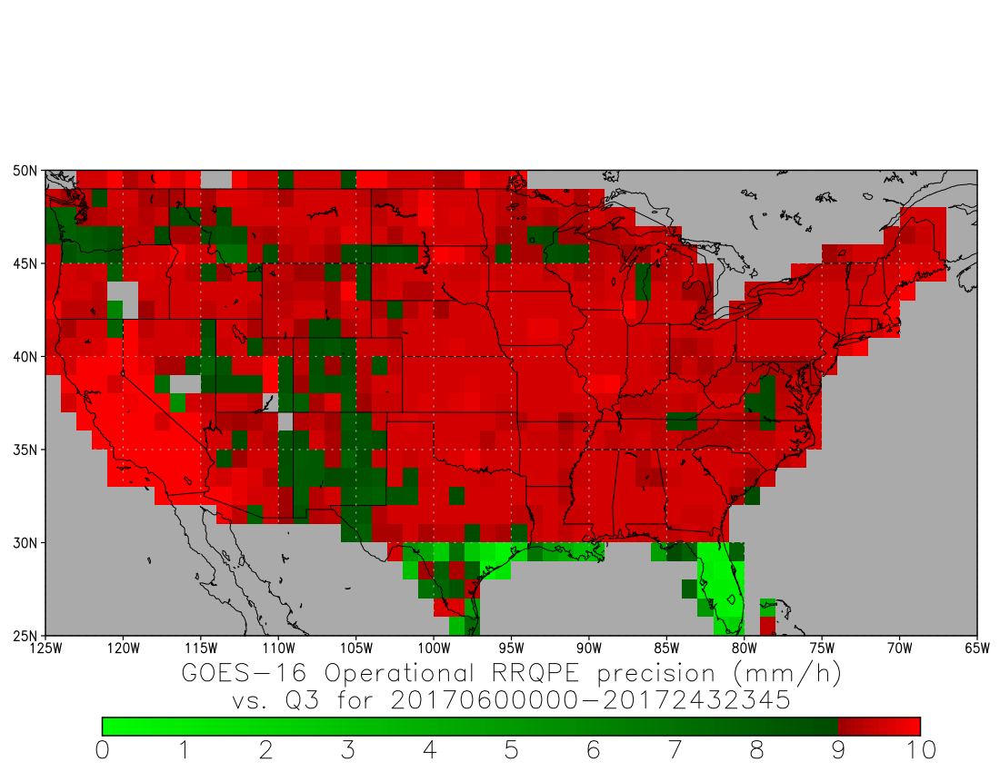 50N
45N
40N
35N
30N
25N
125W 120W 115W 110W 105W 100W 95W 90W 85W 80W 75W 70W 65W
GOES-16 Operational RRQPE precision (mm/h)
vs. Q3 for 20170600000-20172432345
0 1 2 3 4 5 6 7 8 9 10